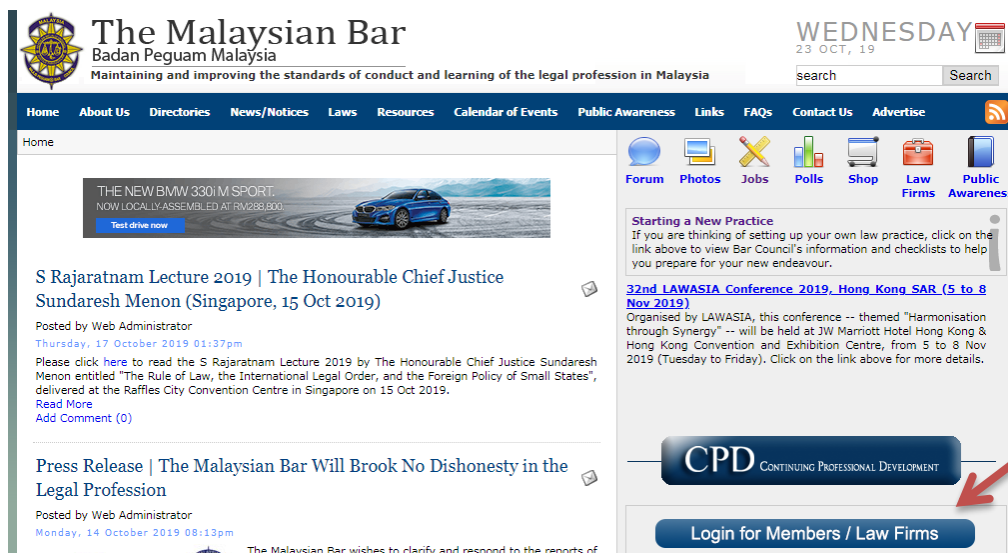 The Malaysian Bar
Badan Peguam Malaysia
Maintaining and improving the standards of conduct and learning of the legal profession in Malaysia
WEDNESDAY
23 OCT, 19
search Search
Home About Us Directories News/Notices Laws Resources Calendar of Events Public Awareness Links FAQs Contact Us Advertise
Home
THE NEW BMW 330i M SPORT.
NOW LOCALLY-ASSEMBLED AT RM288,800.
Test drive now
S Rajaratnam Lecture 2019 | The Honourable Chief Justice
Sundaresh Menon (Singapore, 15 Oct 2019)
Posted by Web Administrator
Thursday, 17 October 2019 01:37pm
Please click here to read the S Rajaratnam Lecture 2019 by The Honourable Chief Justice Sundaresh
Menon entitled "The Rule of Law, the International Legal Order, and the Foreign Policy of Small States",
delivered at the Raffles City Convention Centre in Singapore on 15 Oct 2019.
Read More
Add Comment (0)
Press Release | The Malaysian Bar Will Brook No Dishonesty in the
Legal Profession
Posted by Web Administrator
Monday, 14 October 2019 08:13pm
The Malaysian Bar wishes to clarify and respond to the reports of
Forum Photos Jobs Polls Shop Law Public
Firms Awarenes
Starting a New Practice
If you are thinking of setting up your own law practice, click on the
link above to view Bar Council's information and checklists to help
you prepare for your new endeavour.
32nd LAWASIA Conference 2019, Hong Kong SAR (5 to 8
Nov 2019)
Organised by LAWASIA, this conference -- themed "Harmonisation
through Synergy" -- will be held at JW Marriott Hotel Hong Kong &
Hong Kong Convention and Exhibition Centre, from 5 to 8 Nov
2019 (Tuesday to Friday). Click on the link above for more details.
CPD CONTINUING PROFESSIONAL DEVELOPMENT
Login for Members / Law Firms